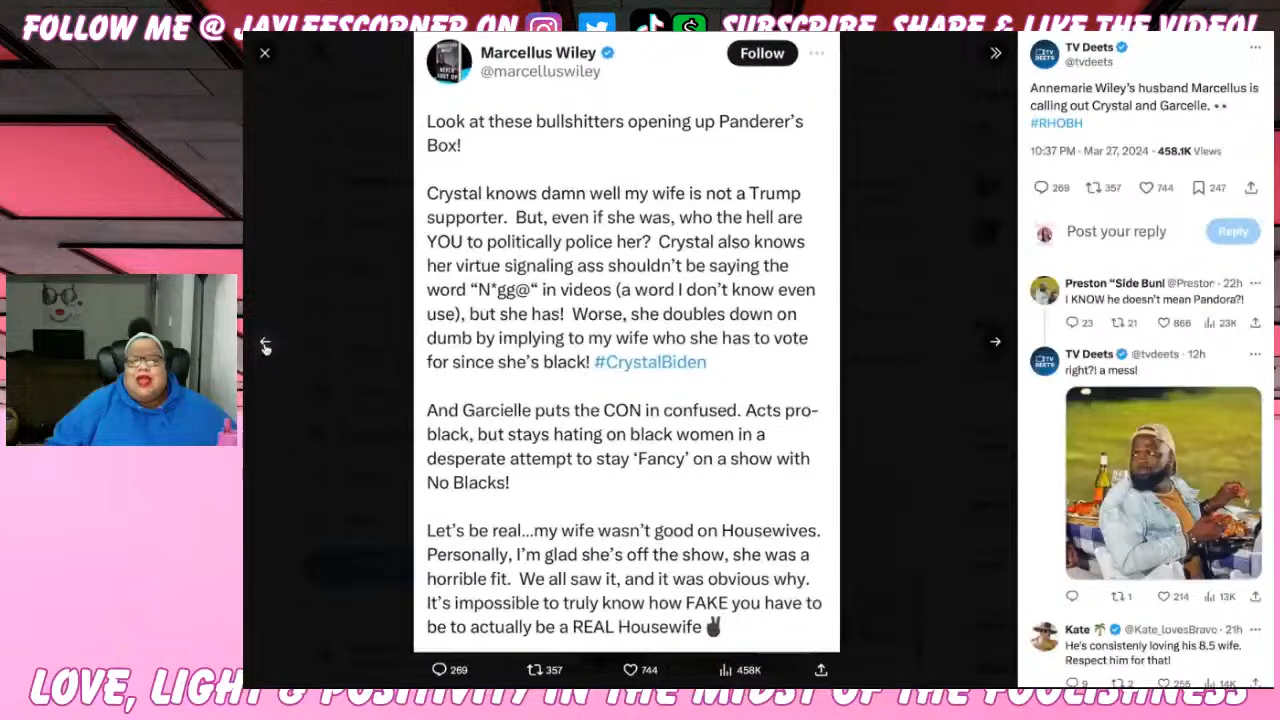 FOLLOW ME @ JAYLEESCORNER ON
SUBSCRIBE, SHARE & LIKE THE VIDEO!
Marcellus Wiley
@marcelluswiley
Follow
Look at these bullshitters opening up Panderer's
Box!
Crystal knows damn well my wife is not a Trump
supporter. But, even if she was, who the hell are
YOU to politically police her? Crystal also knows
her virtue signaling ass shouldn't be saying the
word "N*gg@" in videos (a word I don't know even
use), but she has! Worse, she doubles down on
dumb by implying to my wife who she has to vote
for since she's black! #CrystalBiden
And Garcielle puts the CON in confused. Acts pro-
black, but stays hating on black women in a
desperate attempt to stay 'Fancy' on a show with
No Blacks!
Let's be real...my wife wasn't good on Housewives.
Personally, I'm glad she's off the show, she was a
horrible fit. We all saw it, and it was obvious why.
It's impossible to truly know how FAKE you have to
be to actually be a REAL Housewife✌🏿
269 357 744 458K
TV Deets
@tvdeets
Annemarie Wiley's husband Marcellus is
calling out Crystal and Garcelle. 👀
#RHOBH
10:37 PM · Mar 27, 2024 · 458.1K Views
269 357 744 247
Post your reply
Reply
Preston "Side Bunl @Preston · 22h
I KNOW he doesn't mean Pandora?!
23 21 866 23K
TV Deets @tvdeets · 12h
right?! a mess!
1 214 13K
Kate 🌴 @Kate_lovesBravo · 21h
He's consistenly loving his 8.5 wife.
Respect him for that!
9 2 255 14K
LOVE, LIGHT & POSITIVITY IN THE MIDST OF THE FOOLISHNESS